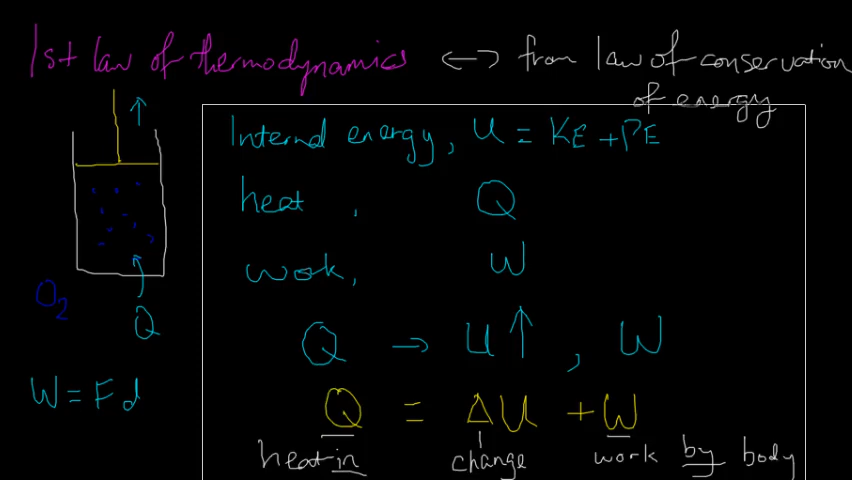 1st law of thermodynamics ↔ from law of conservation
of energy
Internal energy, U = KE + PE
heat, Q
work, W
O2
Q
Q → U↑, W
W = Fd
Q = ΔU + W
heat in change work by body